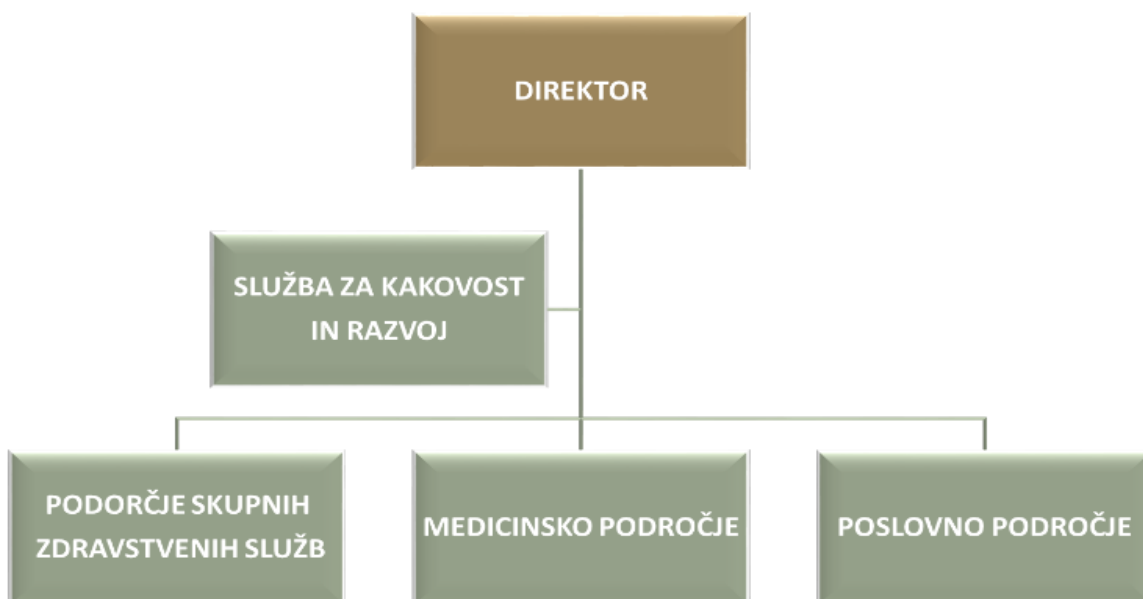 DIREKTOR
SLUŽBA ZA KAKOVOST
IN RAZVOJ
PODORČJE SKUPNIH
ZDRAVSTVENIH SLUŽB
MEDICINSKO PODROČJE
POSLOVNO PODROČJE